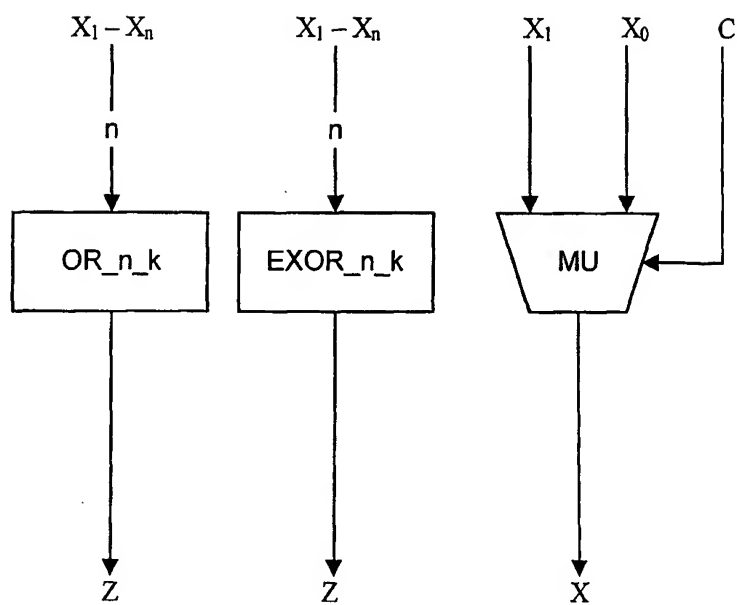 X₁ – Xₙ X₁ – Xₙ X₁ X₀ C
n n
OR_n_k EXOR_n_k MU
Z Z X